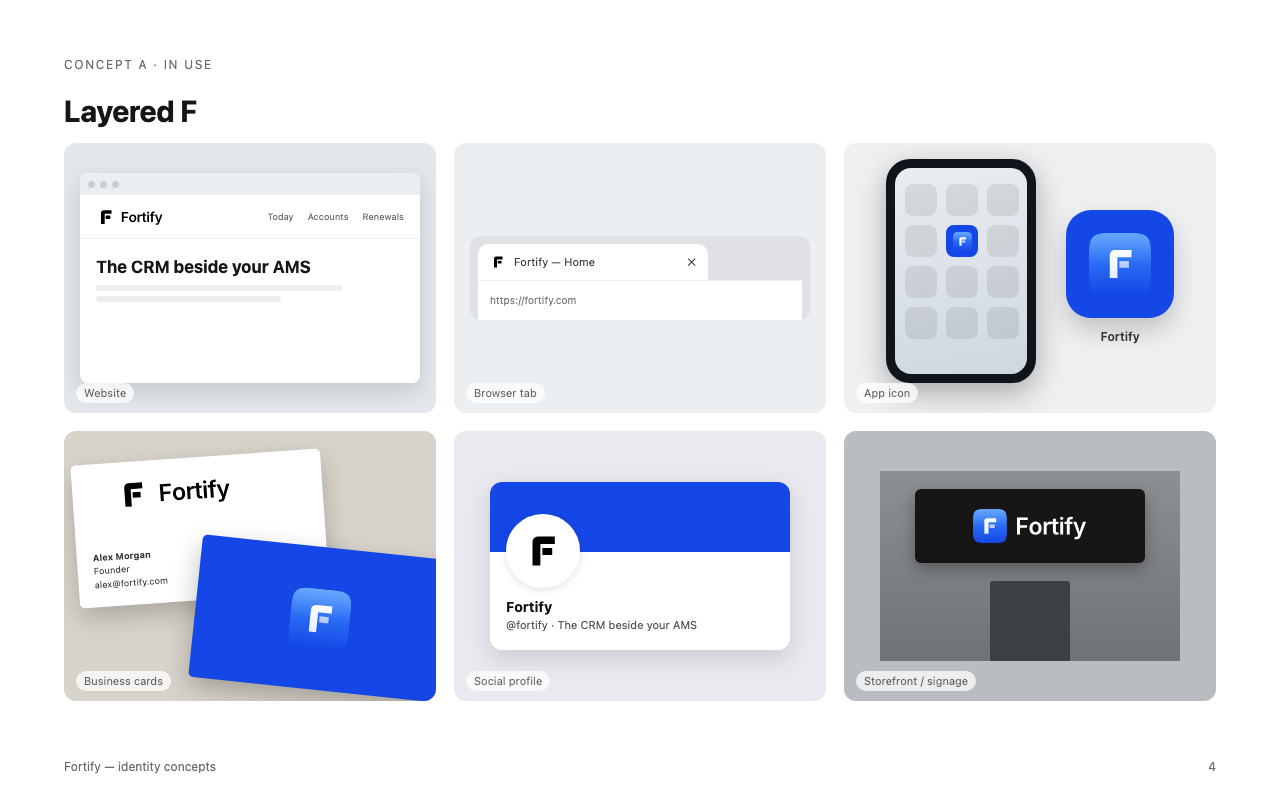 CONCEPT A · IN USE
Layered F
Fortify
Today Accounts Renewals
The CRM beside your AMS
Website
Fortify — Home
https://fortify.com
Browser tab
Fortify
App icon
Fortify
Alex Morgan
Founder
alex@fortify.com
Business cards
Fortify
@fortify · The CRM beside your AMS
Social profile
Fortify
Storefront / signage
Fortify — identity concepts
4